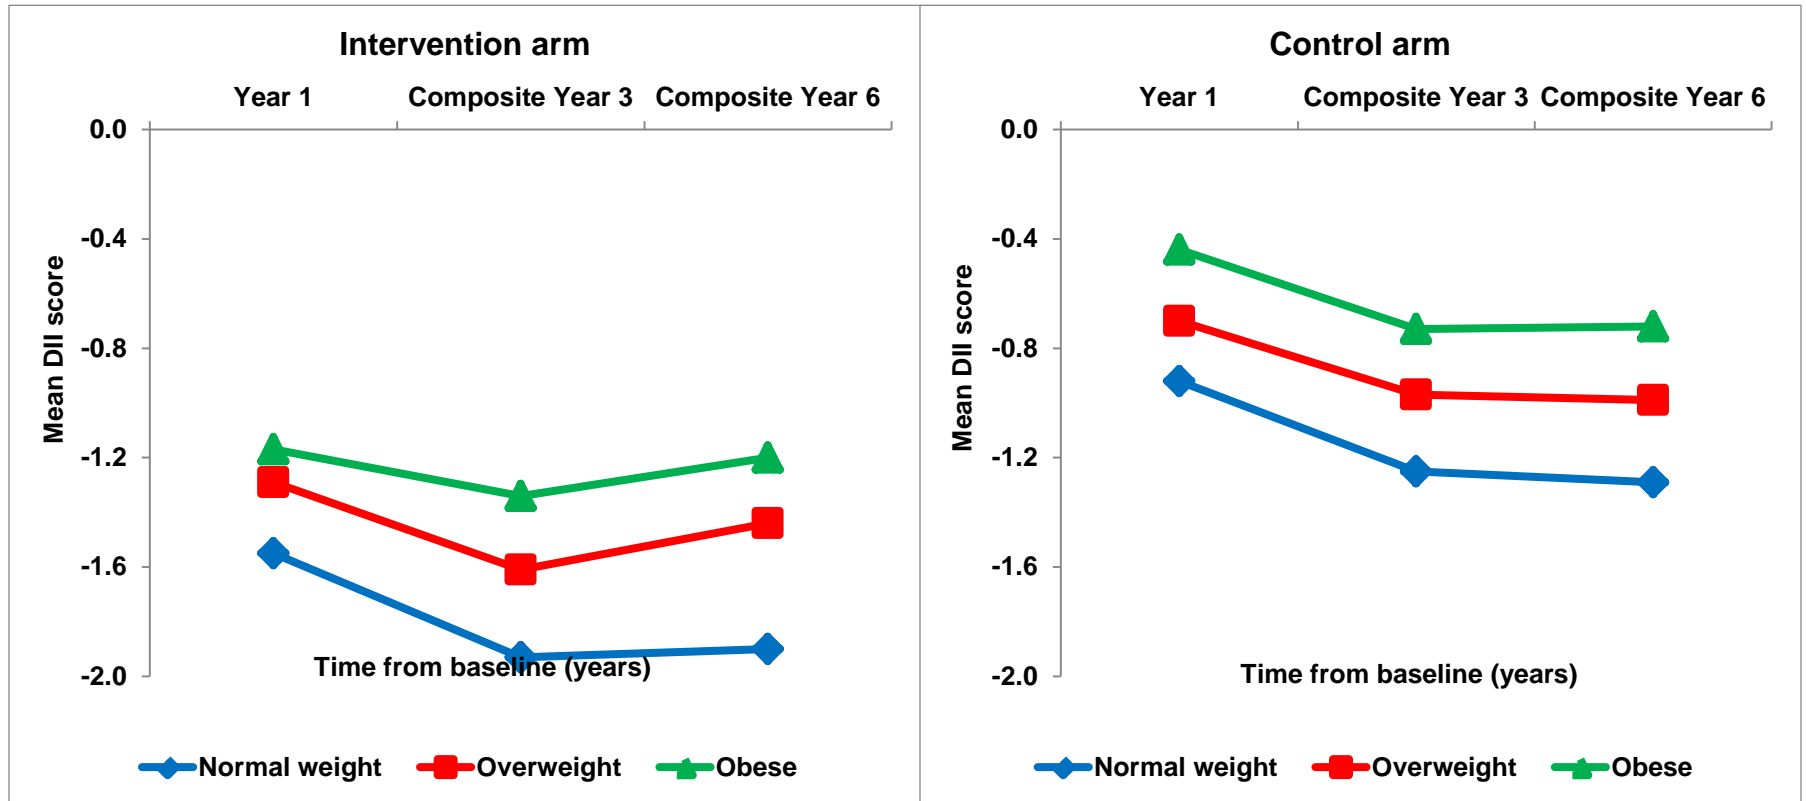 Intervention arm
Year 1 Composite Year 3 Composite Year 6
0.0
-0.4
-0.8
-1.2
-1.6
-2.0
Mean DII score
Time from baseline (years)
Normal weight Overweight Obese
Control arm
Year 1 Composite Year 3 Composite Year 6
0.0
-0.4
-0.8
-1.2
-1.6
-2.0
Mean DII score
Time from baseline (years)
Normal weight Overweight Obese